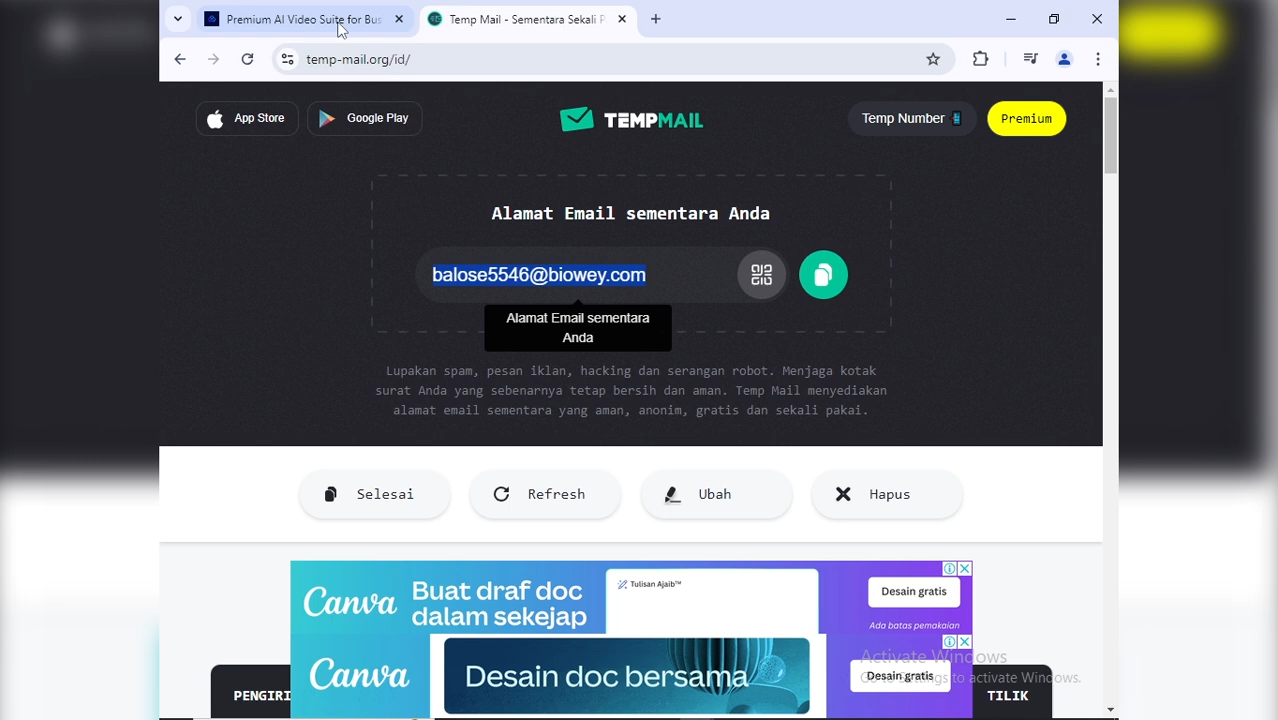 Premium AI Video Suite for Bus
Temp Mail - Sementara Sekali P
temp-mail.org/id/
App Store
Google Play
TEMPMAIL
Temp Number
Premium
Alamat Email sementara Anda
balose5546@biowey.com
Alamat Email sementara
Anda
Lupakan spam, pesan iklan, hacking dan serangan robot. Menjaga kotak
surat Anda yang sebenarnya tetap bersih dan aman. Temp Mail menyediakan
alamat email sementara yang aman, anonim, gratis dan sekali pakai.
Selesai
Refresh
Ubah
Hapus
Canva
Buat draf doc
dalam sekejap
Tulisan Ajaib™
Desain gratis
Ada batas pemakaian
Canva
Desain doc bersama
Desain gratis
Activate Windows
Go to Settings to activate Windows.
PENGIRI
TILIK